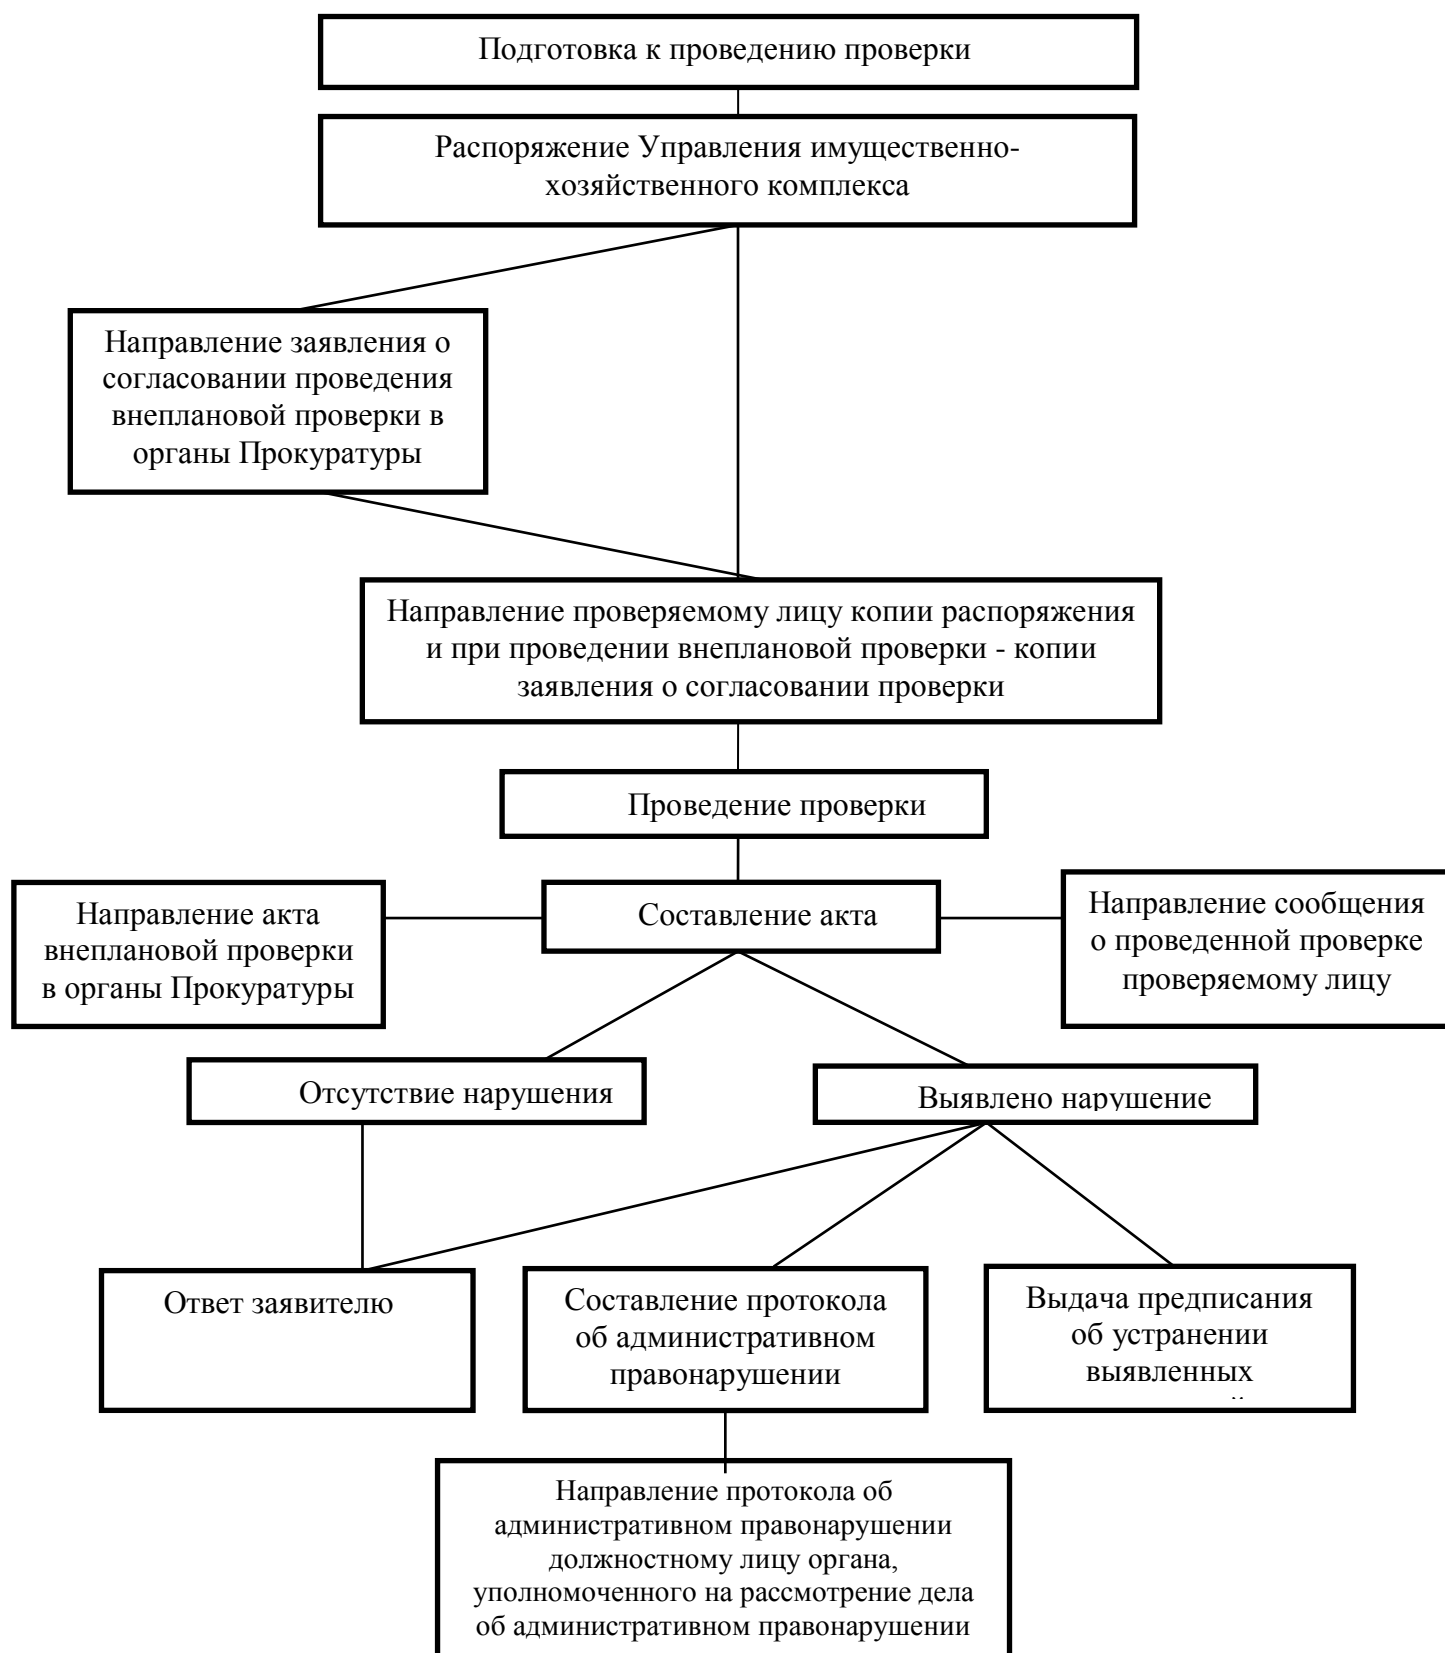 Подготовка к проведению проверки
Распоряжение Управления имущественно-
хозяйственного комплекса
Направление заявления о
согласовании проведения
внеплановой проверки в
органы Прокуратуры
Направление проверяемому лицу копии распоряжения
и при проведении внеплановой проверки - копии
заявления о согласовании проверки
Проведение проверки
Направление акта
внеплановой проверки
в органы Прокуратуры
Составление акта
Направление сообщения
о проведенной проверке
проверяемому лицу
Отсутствие нарушения
Выявлено нарушение
Ответ заявителю
Составление протокола
об административном
правонарушении
Выдача предписания
об устранении
выявленных
Направление протокола об
административном правонарушении
должностному лицу органа,
уполномоченного на рассмотрение дела
об административном правонарушении